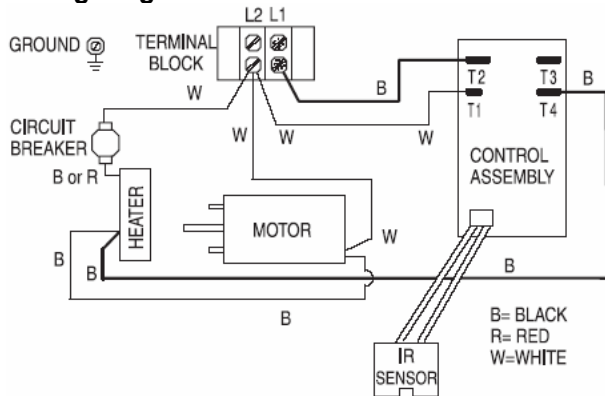 L2 L1
GROUND
TERMINAL
BLOCK
T2
T3
B
B
T1
T4
W
W
W
CIRCUIT
BREAKER
CONTROL
ASSEMBLY
B or R
HEATER
MOTOR
W
B
B
B
B
B= BLACK
R= RED
W=WHITE
IR
SENSOR